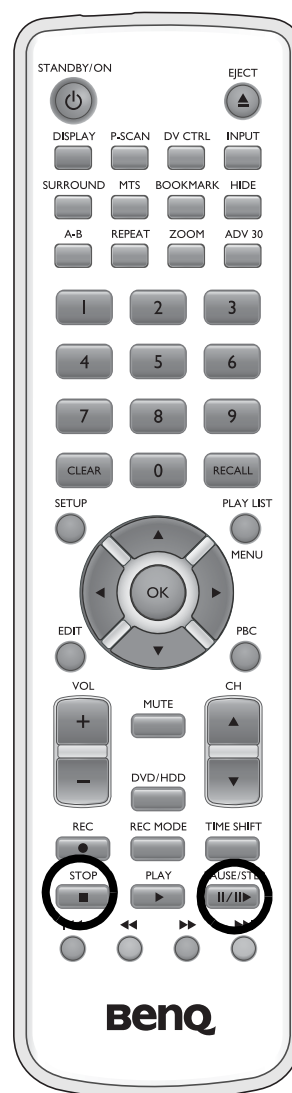 STANDBY/ON EJECT
DISPLAY P-SCAN DV CTRL INPUT
SURROUND MTS BOOKMARK HIDE
A-B REPEAT ZOOM ADV 30
1 2 3
4 5 6
7 8 9
CLEAR 0 RECALL
SETUP PLAY LIST
MENU
OK
EDIT PBC
VOL CH
MUTE
+
−
DVD/HDD
REC REC MODE TIME SHIFT
STOP PLAY PAUSE/STEP
BenQ